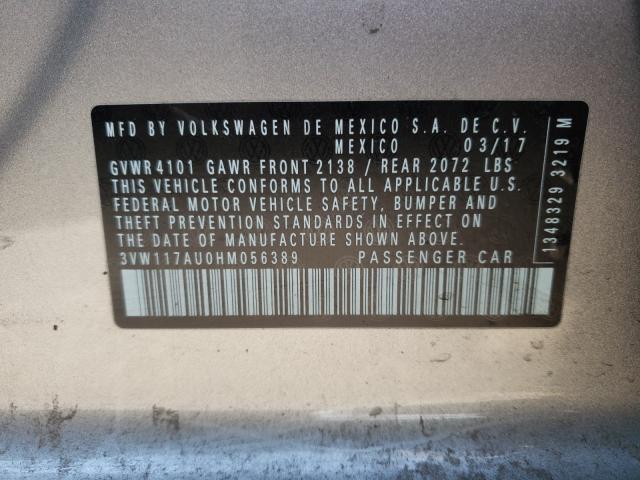 MFD BY VOLKSWAGEN DE MEXICO S.A. DE C.V.
MEXICO 03/17
GVWR 4101 GAWR FRONT 2138 / REAR 2072 LBS
THIS VEHICLE CONFORMS TO ALL APPLICABLE U.S.
FEDERAL MOTOR VEHICLE SAFETY, BUMPER AND
THEFT PREVENTION STANDARDS IN EFFECT ON
THE DATE OF MANUFACTURE SHOWN ABOVE.
3VW117AU0HM056389 PASSENGER CAR
1348329 3219 M